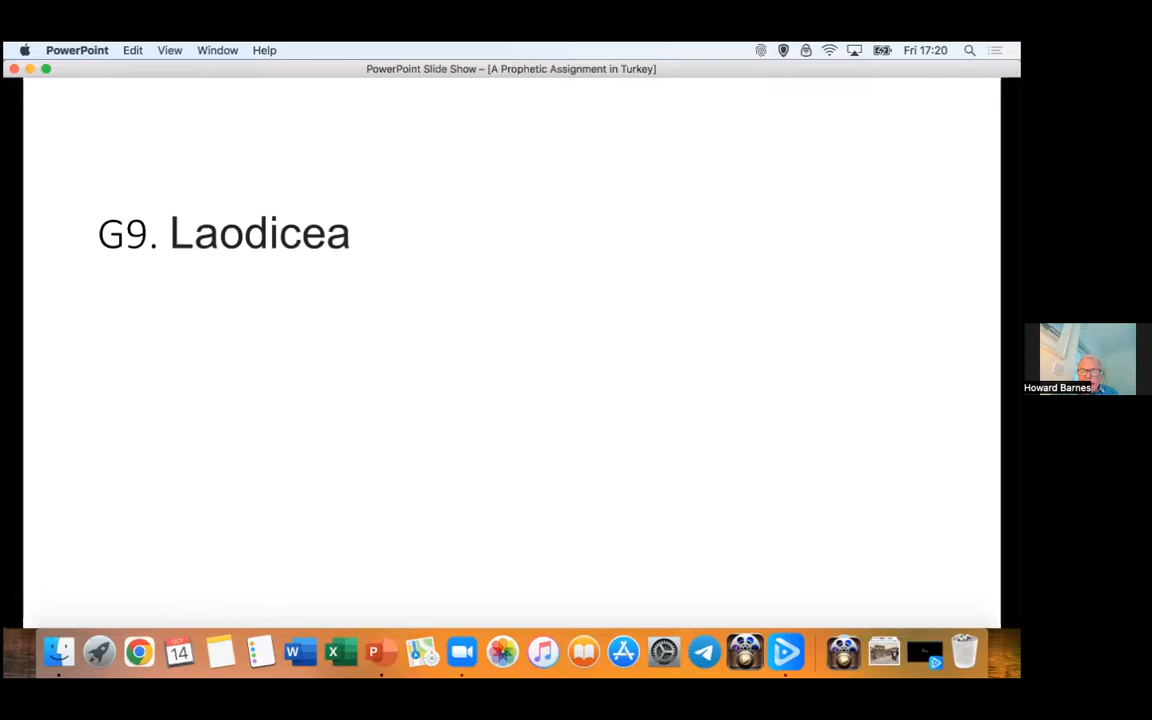 PowerPoint Edit View Window Help Fri 17:20
PowerPoint Slide Show – [A Prophetic Assignment in Turkey]
G9. Laodicea
Howard Barnes
OCT
14
W X P